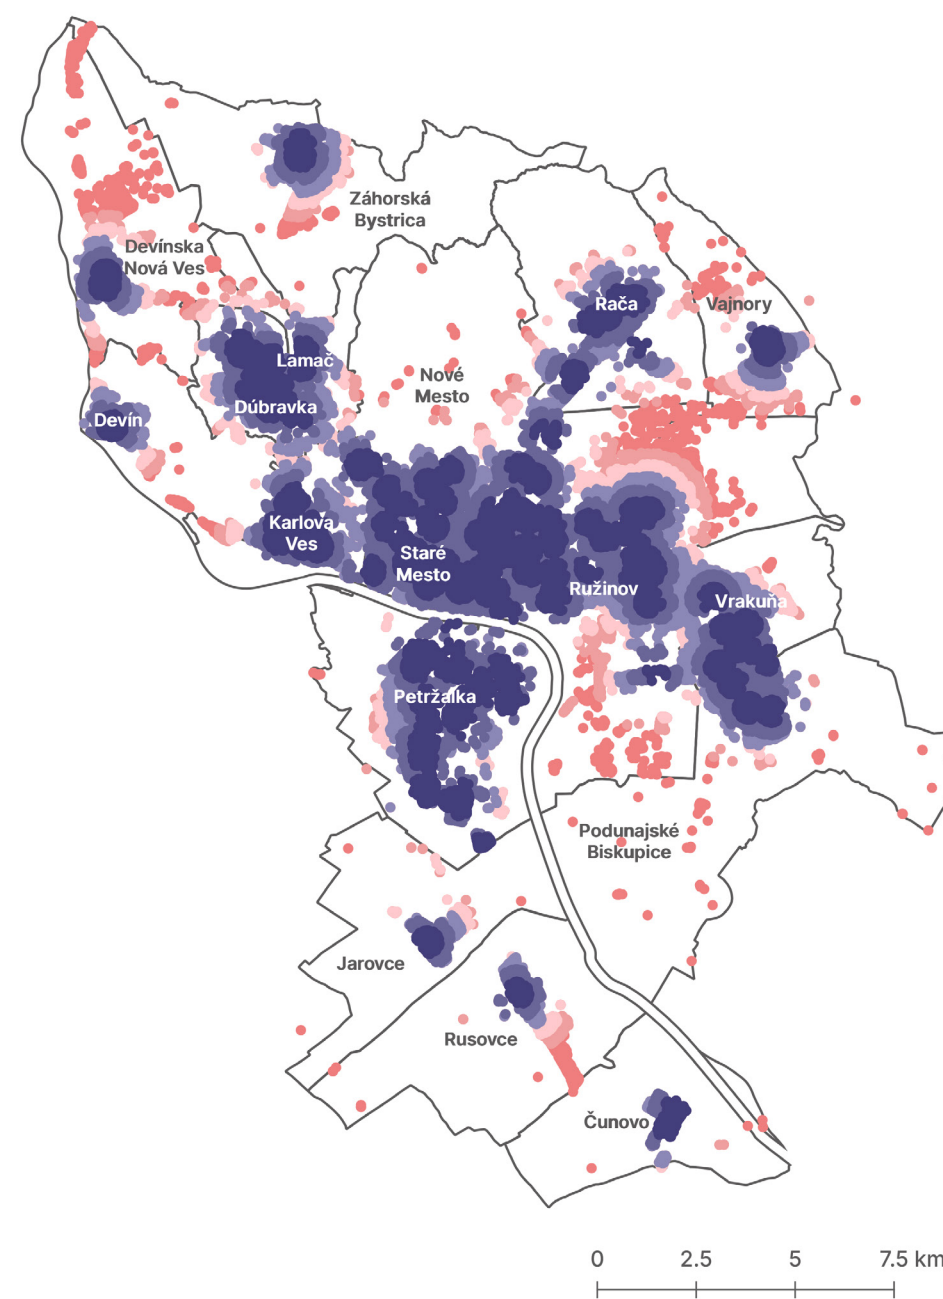 Záhorská
Bystrica
Devínska
Nová Ves
Rača
Vajnory
Lamač
Nové
Mesto
Dúbravka
Devín
Karlova
Ves
Staré
Mesto
Ružinov
Vrakuňa
Petržalka
Podunajské
Biskupice
Jarovce
Rusovce
Čunovo
0 2.5 5 7.5 km